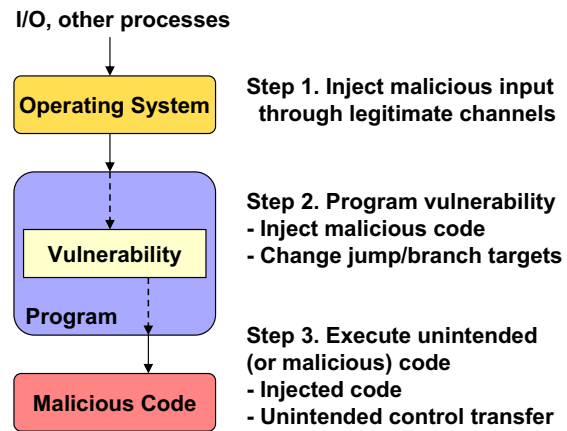 I/O, other processes
Operating System
Step 1. Inject malicious input
through legitimate channels
Step 2. Program vulnerability
- Inject malicious code
- Change jump/branch targets
Vulnerability
Program
Step 3. Execute unintended
(or malicious) code
- Injected code
- Unintended control transfer
Malicious Code